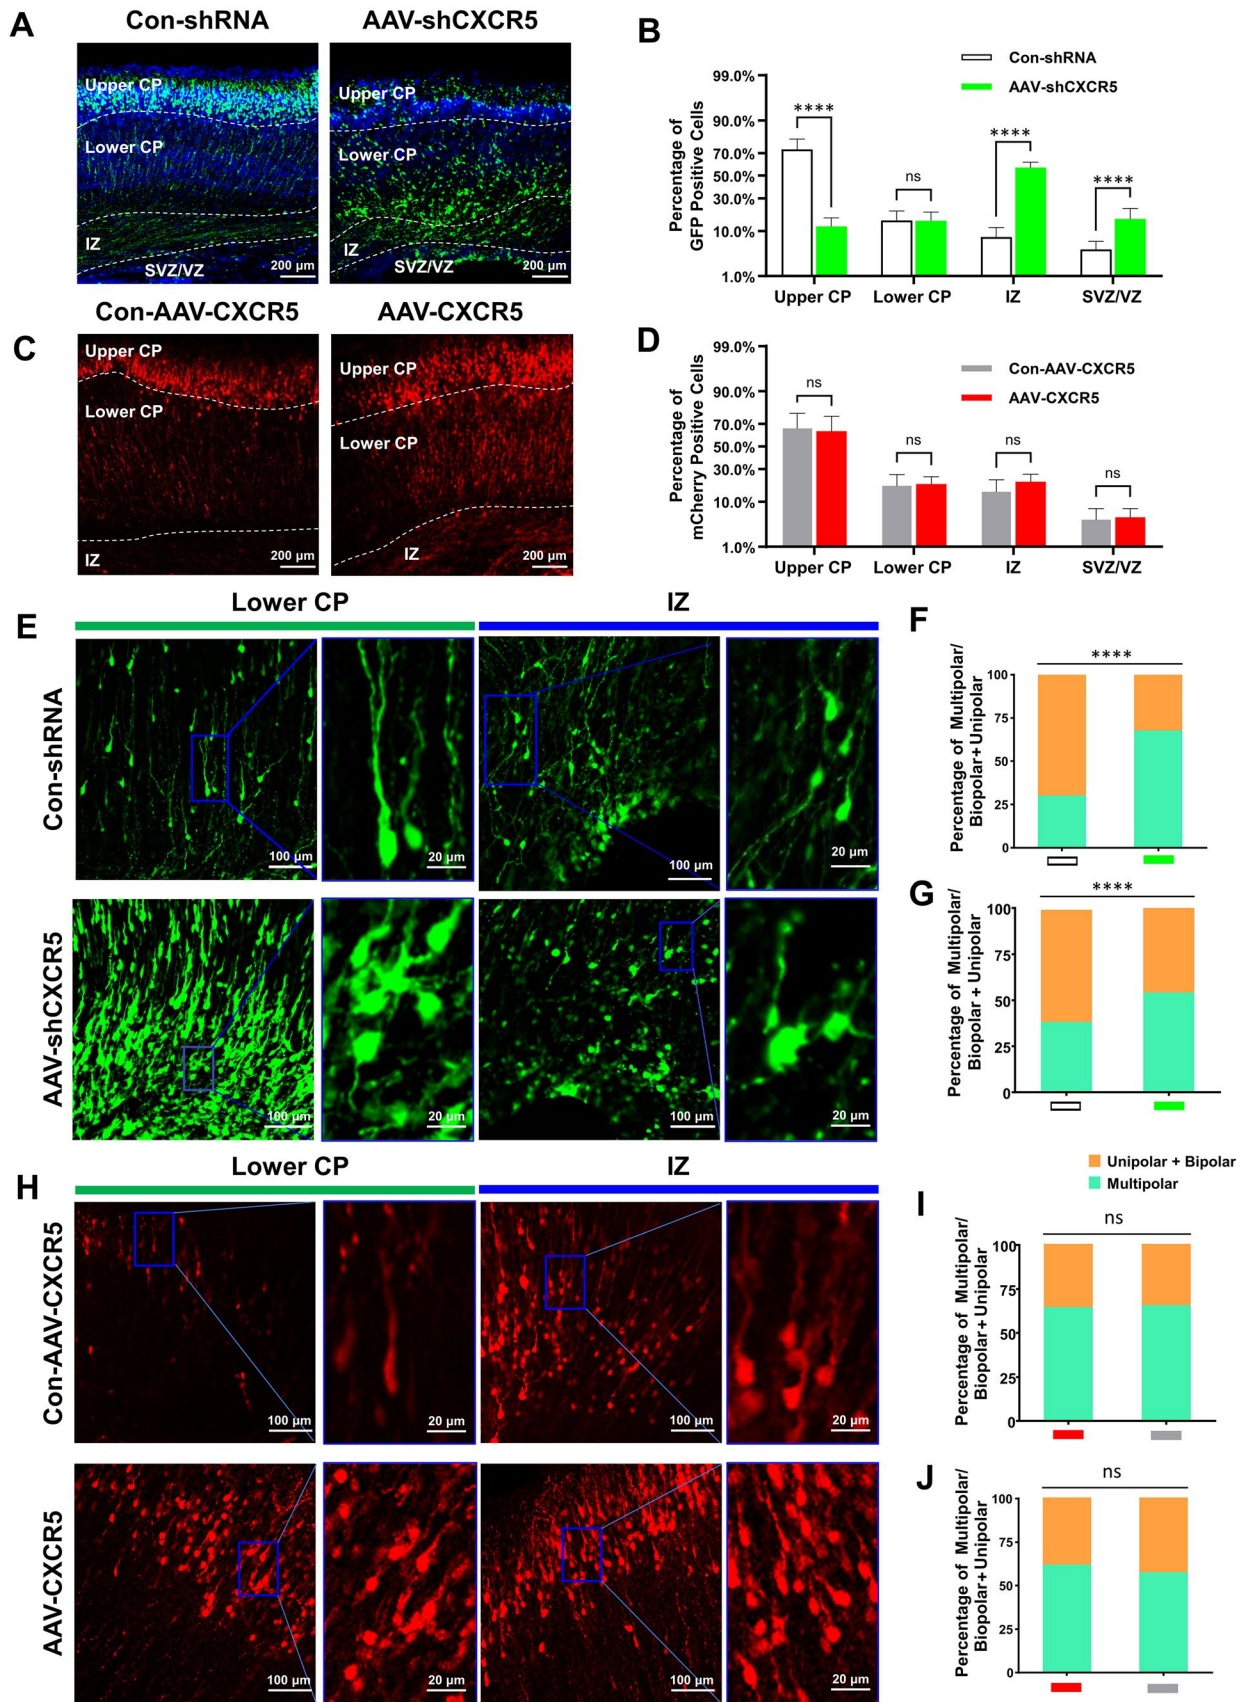 A
Con-shRNA
AAV-shCXCR5
Upper CP
Lower CP
IZ
SVZ/VZ
200 µm
Upper CP
Lower CP
IZ
SVZ/VZ
200 µm
B
Con-shRNA
AAV-shCXCR5
Percentage of
GFP Positive Cells
99.0%
90.0%
70.0%
50.0%
30.0%
10.0%
1.0%
****
ns
****
****
Upper CP
Lower CP
IZ
SVZ/VZ
C
Con-AAV-CXCR5
AAV-CXCR5
Upper CP
Lower CP
IZ
200 µm
Upper CP
Lower CP
IZ
200 µm
D
Con-AAV-CXCR5
AAV-CXCR5
Percentage of
mCherry Positive Cells
99.0%
90.0%
70.0%
50.0%
30.0%
10.0%
1.0%
ns
ns
ns
ns
Upper CP
Lower CP
IZ
SVZ/VZ
E
Lower CP
IZ
Con-shRNA
100 µm
20 µm
100 µm
20 µm
AAV-shCXCR5
100 µm
20 µm
100 µm
20 µm
F
****
Percentage of Multipolar/
Biopolar+Unipolar
100
75
50
25
0
G
****
Percentage of Multipolar/
Biopolar + Unipolar
100
75
50
25
0
H
Lower CP
IZ
Con-AAV-CXCR5
100 µm
20 µm
100 µm
20 µm
AAV-CXCR5
100 µm
20 µm
100 µm
20 µm
Unipolar + Bipolar
Multipolar
I
ns
Percentage of Multipolar/
Biopolar+Unipolar
100
75
50
25
0
J
ns
Percentage of Multipolar/
Biopolar+Unipolar
100
75
50
25
0